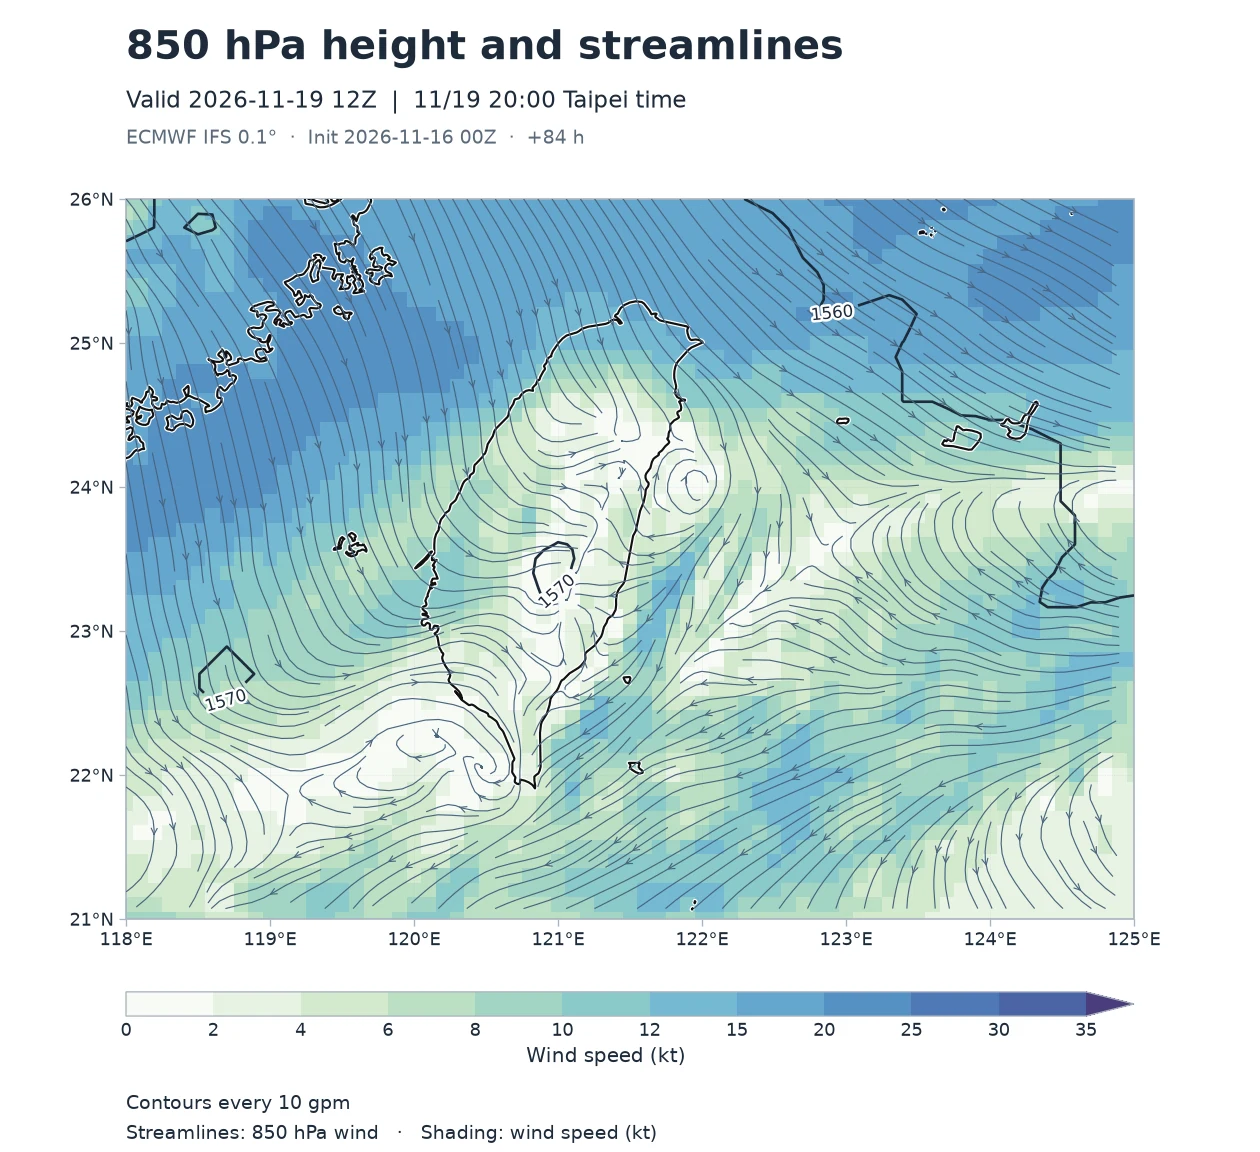 850 hPa height and streamlines
Valid 2026-11-19 12Z | 11/19 20:00 Taipei time
ECMWF IFS 0.1° · Init 2026-11-16 00Z · +84 h
26°N
25°N
24°N
23°N
22°N
21°N
1560
1570
1570
118°E 119°E 120°E 121°E 122°E 123°E 124°E 125°E
0 2 4 6 8 10 12 15 20 25 30 35
Wind speed (kt)
Contours every 10 gpm
Streamlines: 850 hPa wind · Shading: wind speed (kt)